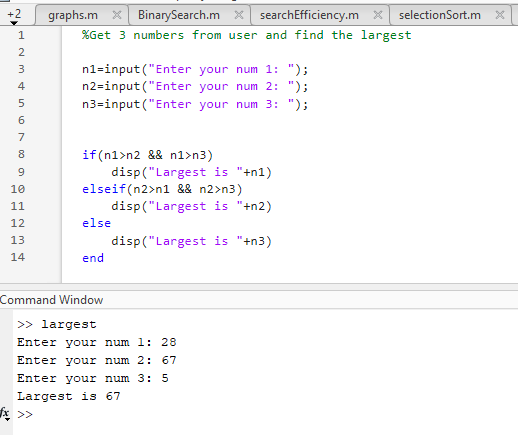 +2 graphs.m × BinarySearch.m × searchEfficiency.m × selectionSort.m ×
1 %Get 3 numbers from user and find the largest
2
3 n1=input("Enter your num 1: ");
4 n2=input("Enter your num 2: ");
5 n3=input("Enter your num 3: ");
6
7
8 if(n1>n2 && n1>n3)
9 disp("Largest is "+n1)
10 elseif(n2>n1 && n2>n3)
11 disp("Largest is "+n2)
12 else
13 disp("Largest is "+n3)
14 end
Command Window
>> largest
Enter your num 1: 28
Enter your num 2: 67
Enter your num 3: 5
Largest is 67
fx >>